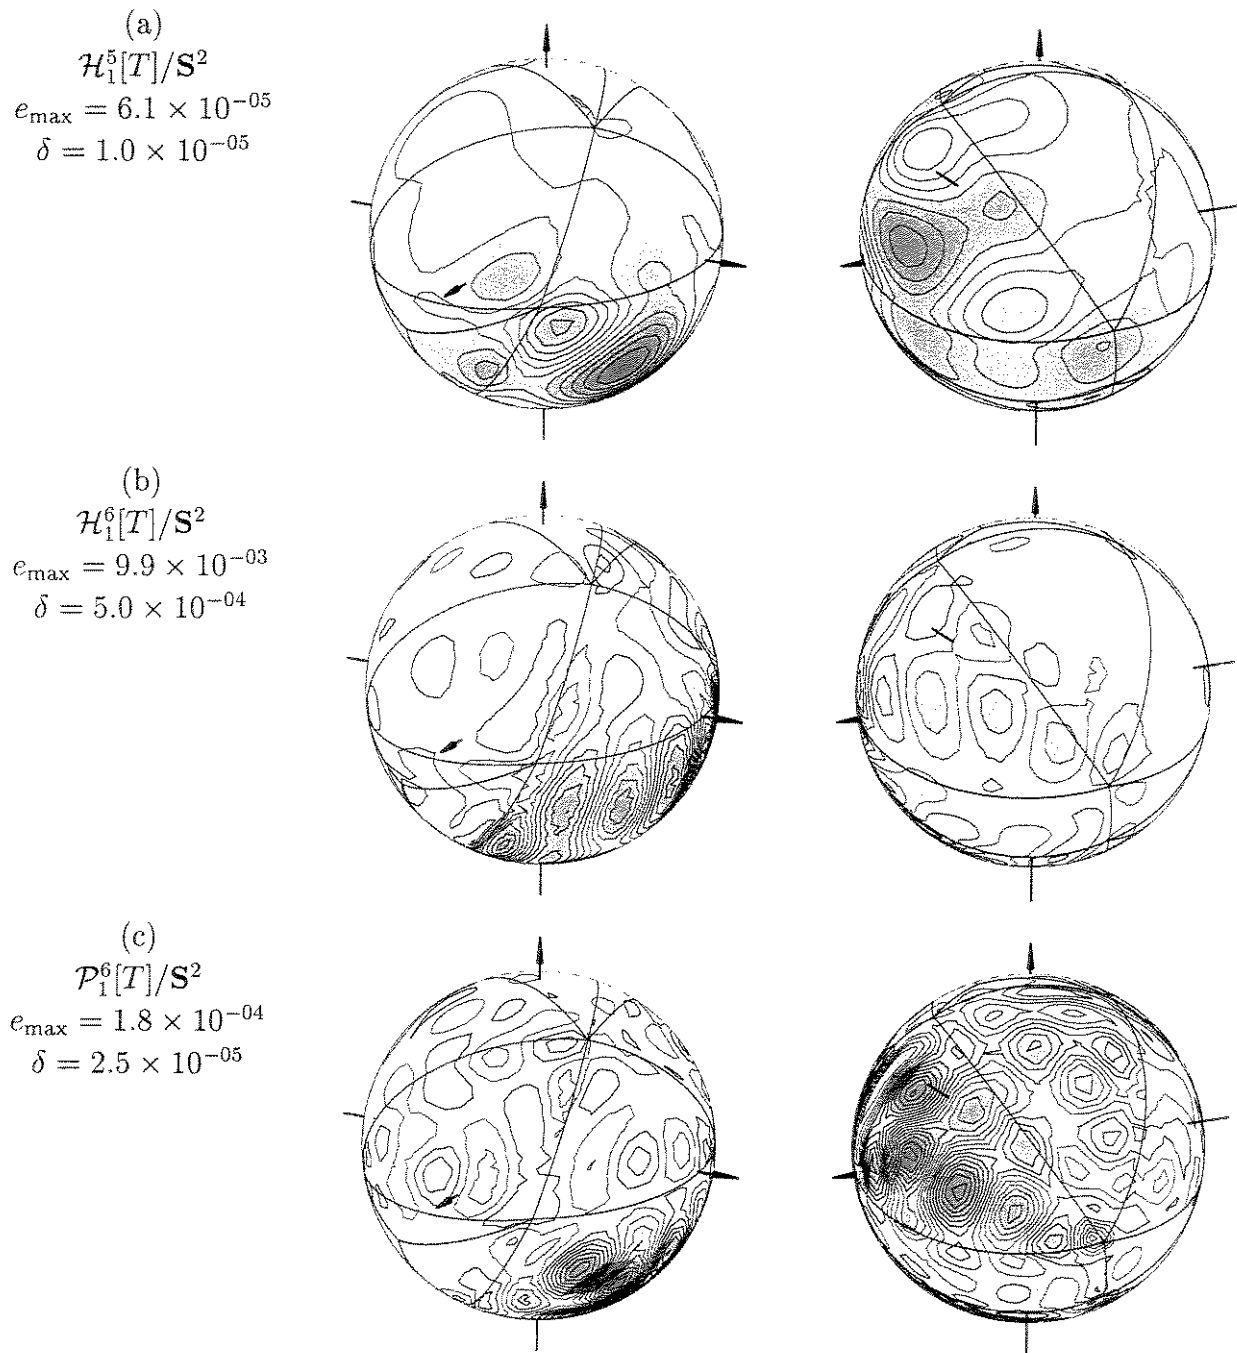 (a)
$\mathcal{H}_1^5[T]/\mathbf{S}^2$
$e_{\max} = 6.1 \times 10^{-05}$
$\delta = 1.0 \times 10^{-05}$
(b)
$\mathcal{H}_1^6[T]/\mathbf{S}^2$
$e_{\max} = 9.9 \times 10^{-03}$
$\delta = 5.0 \times 10^{-04}$
(c)
$\mathcal{P}_1^6[T]/\mathbf{S}^2$
$e_{\max} = 1.8 \times 10^{-04}$
$\delta = 2.5 \times 10^{-05}$